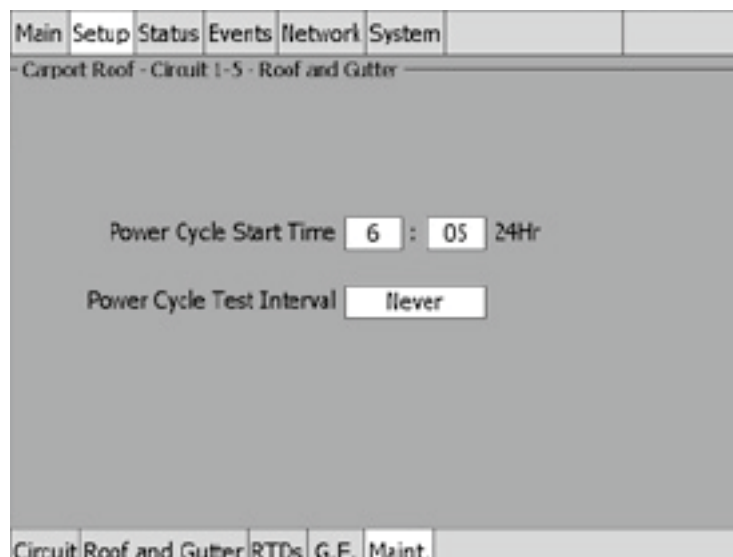 Main Setup Status Events Network System
Carport Roof - Circuit 1-5 - Roof and Gutter
Power Cycle Start Time 6 : 05 24Hr
Power Cycle Test Interval Never
Circuit Roof and Gutter RTDs G.F. Maint.